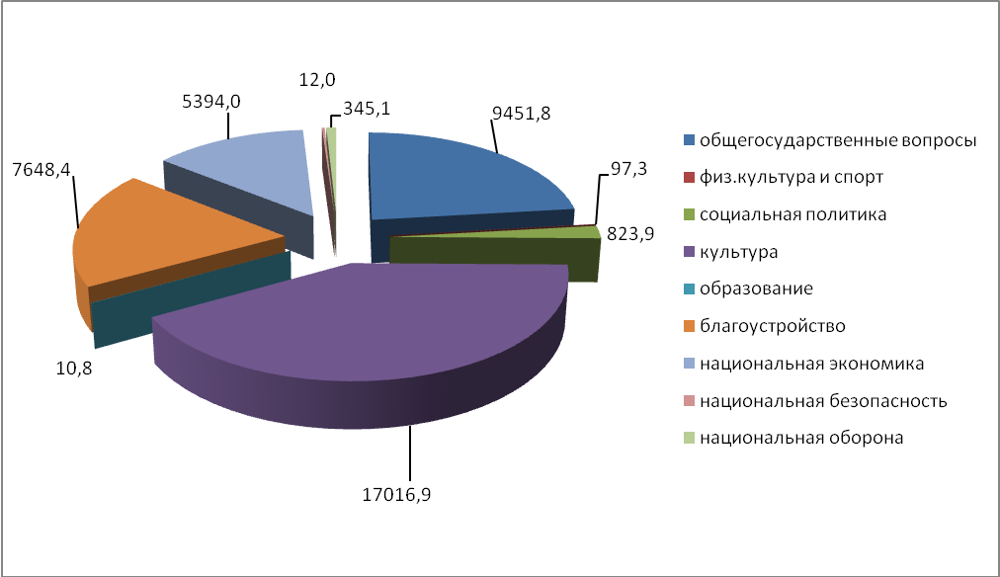 12,0
5394,0
345,1
9451,8
7648,4
97,3
823,9
10,8
17016,9
общегосударственные вопросы
физ.культура и спорт
социальная политика
культура
образование
благоустройство
национальная экономика
национальная безопасность
национальная оборона